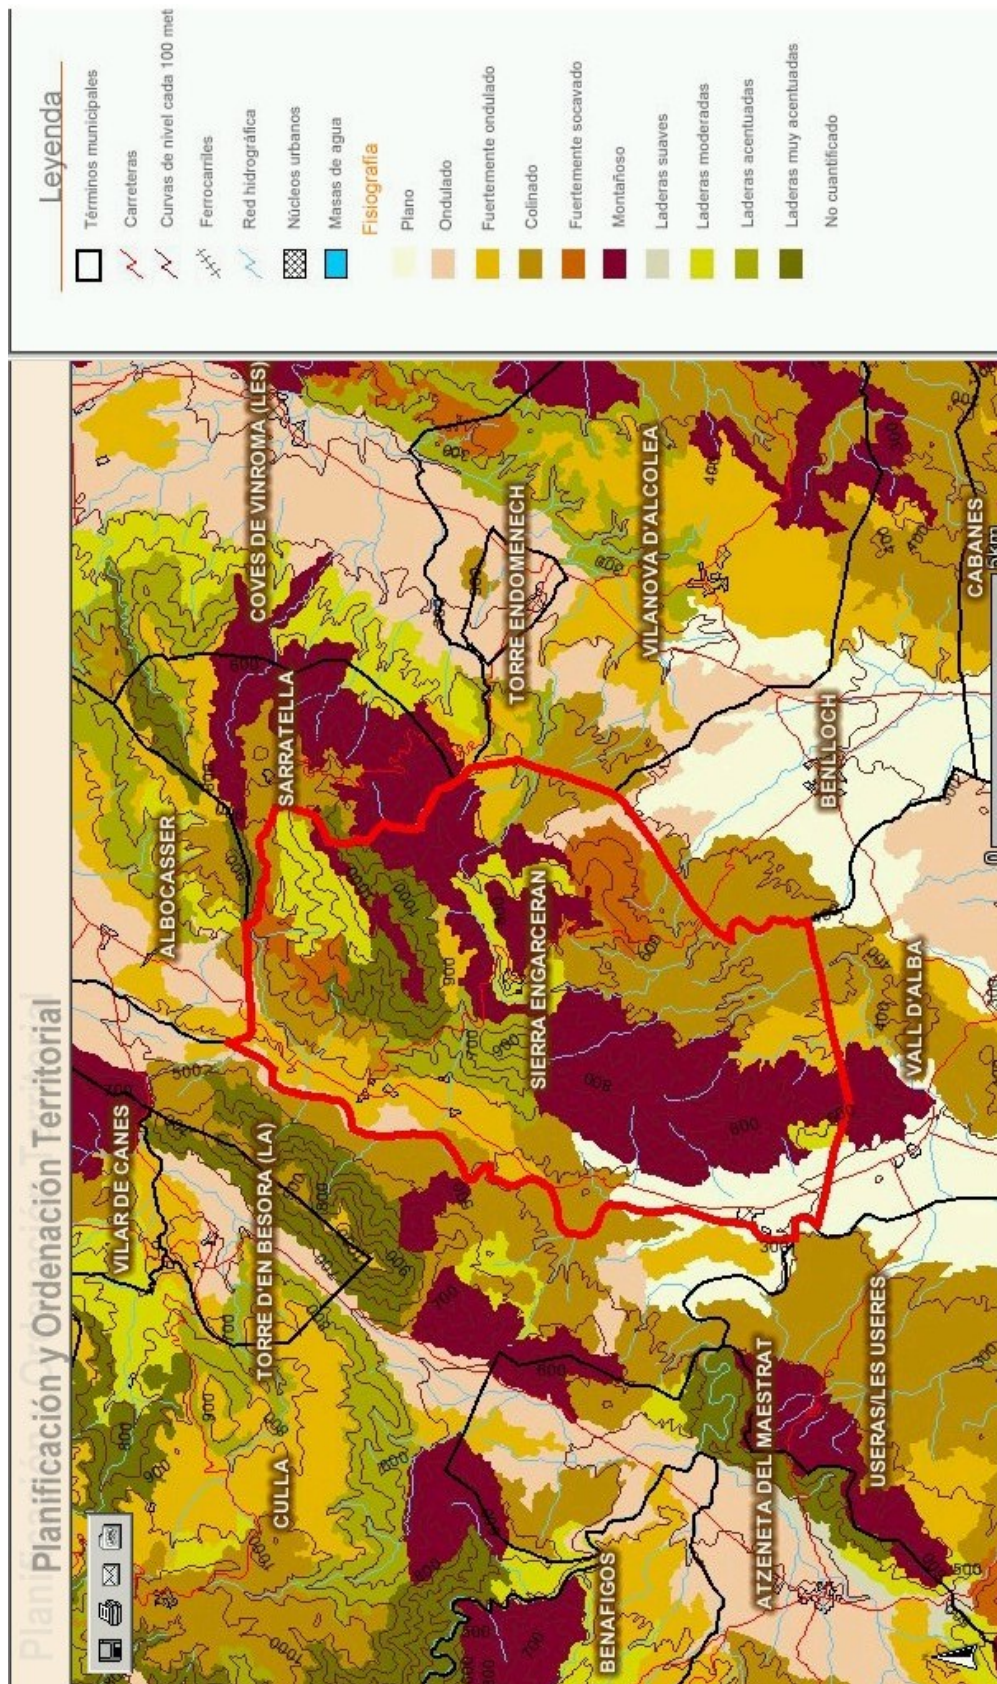 Planificación y Ordenación Territorial
VILAR DE CANES
ALBOCASSER
TORRE D'EN BESORA (LA)
CULLA
SARRATELLA
COVES DE VINROMA (LES)
SIERRA ENGARCERAN
TORRE ENDOMENECH
BENAFIGOS
VILANOVA D'ALCOLEA
ATZENETA DEL MAESTRAT
BENLLOCH
USERAS/LES USERES
VALL D'ALBA
CABANES
0
5km
Leyenda
Términos municipales
Carreteras
Curvas de nivel cada 100 met
Ferrocarriles
Red hidrográfica
Núcleos urbanos
Masas de agua
Fisiografía
Plano
Ondulado
Fuertemente ondulado
Colinado
Fuertemente socavado
Montañoso
Laderas suaves
Laderas moderadas
Laderas acentuadas
Laderas muy acentuadas
No cuantificado